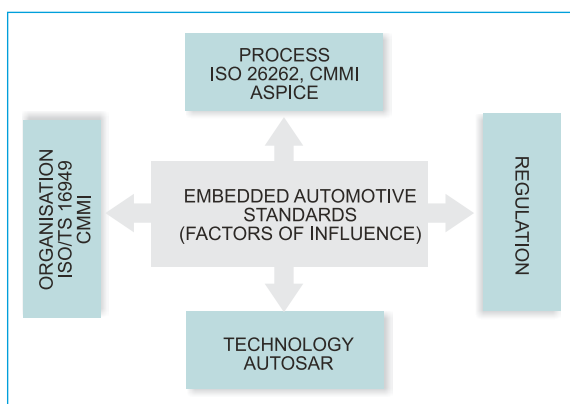 PROCESS
ISO 26262, CMMI
ASPICE
ORGANISATION
ISO/TS 16949
CMMI
EMBEDDED AUTOMOTIVE
STANDARDS
(FACTORS OF INFLUENCE)
REGULATION
TECHNOLOGY
AUTOSAR